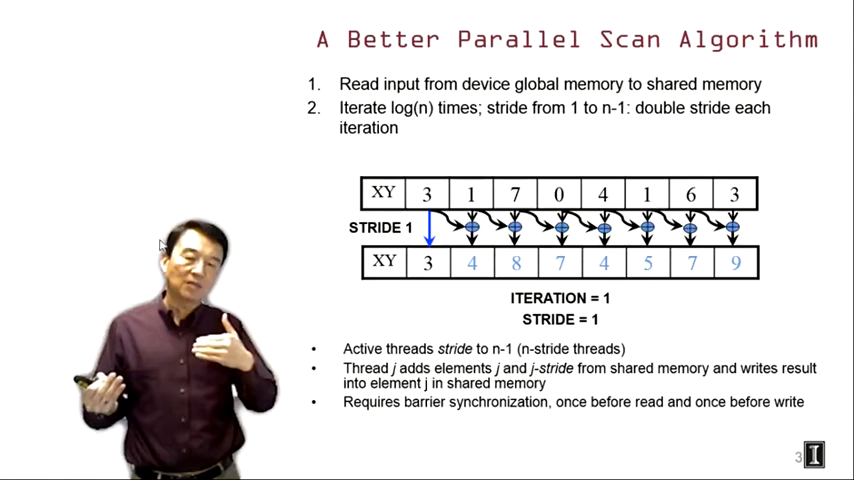 A Better Parallel Scan Algorithm
1. Read input from device global memory to shared memory
2. Iterate log(n) times; stride from 1 to n-1: double stride each
iteration
XY 3 1 7 0 4 1 6 3
STRIDE 1
XY 3 4 8 7 4 5 7 9
ITERATION = 1
STRIDE = 1
• Active threads stride to n-1 (n-stride threads)
• Thread j adds elements j and j-stride from shared memory and writes result
into element j in shared memory
• Requires barrier synchronization, once before read and once before write
3 I